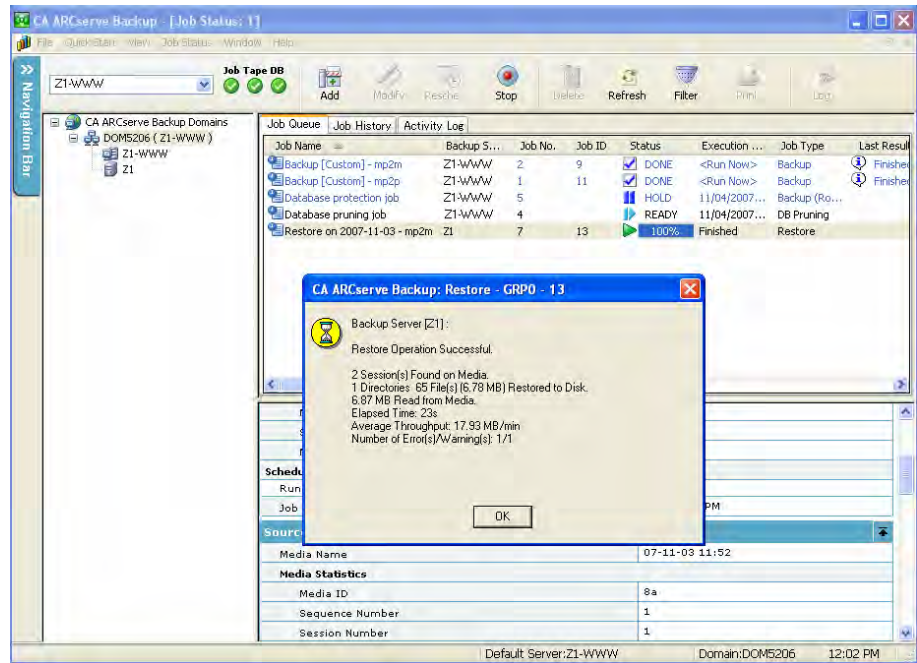 CA ARCserve Backup - [Job Status: 1]
File Quick Start View Job Status Window Help
Z1-WWW
Job Tape DB
Add Modify Stop Delete Refresh Filter Print
Navigation Bar
CA ARCserve Backup Domains
DOM5206 ( Z1-WWW )
Z1-WWW
Z1
Job Queue Job History Activity Log
Job Name Backup S... Job No. Job ID Status Execution ... Job Type Last Result
Backup [Custom] - mp2m Z1-WWW 2 9 DONE <Run Now> Backup Finished
Backup [Custom] - mp2p Z1-WWW 1 11 DONE <Run Now> Backup Finished
Database protection job Z1-WWW 3 HOLD 11/04/2007... Backup (Ro...
Database pruning job Z1-WWW 4 READY 11/04/2007... DB Pruning
Restore on 2007-11-03 - mp2m Z1 7 13 100% Finished Restore
CA ARCserve Backup: Restore - GRP0 - 13
Backup Server [Z1] :
Restore Operation Successful.
2 Session(s) Found on Media.
1 Directories 65 File(s) (6.78 MB) Restored to Disk.
6.87 MB Read from Media.
Elapsed Time: 23s
Average Throughput: 17.93 MB/min
Number of Error(s)/Warning(s): 1/1
OK
Schedu
Run
Job PM
Sourc
Media Name 07-11-03 11:52
Media Statistics
Media ID 8a
Sequence Number 1
Session Number 1
Default Server:Z1-WWW Domain:DOM5206 12:02 PM